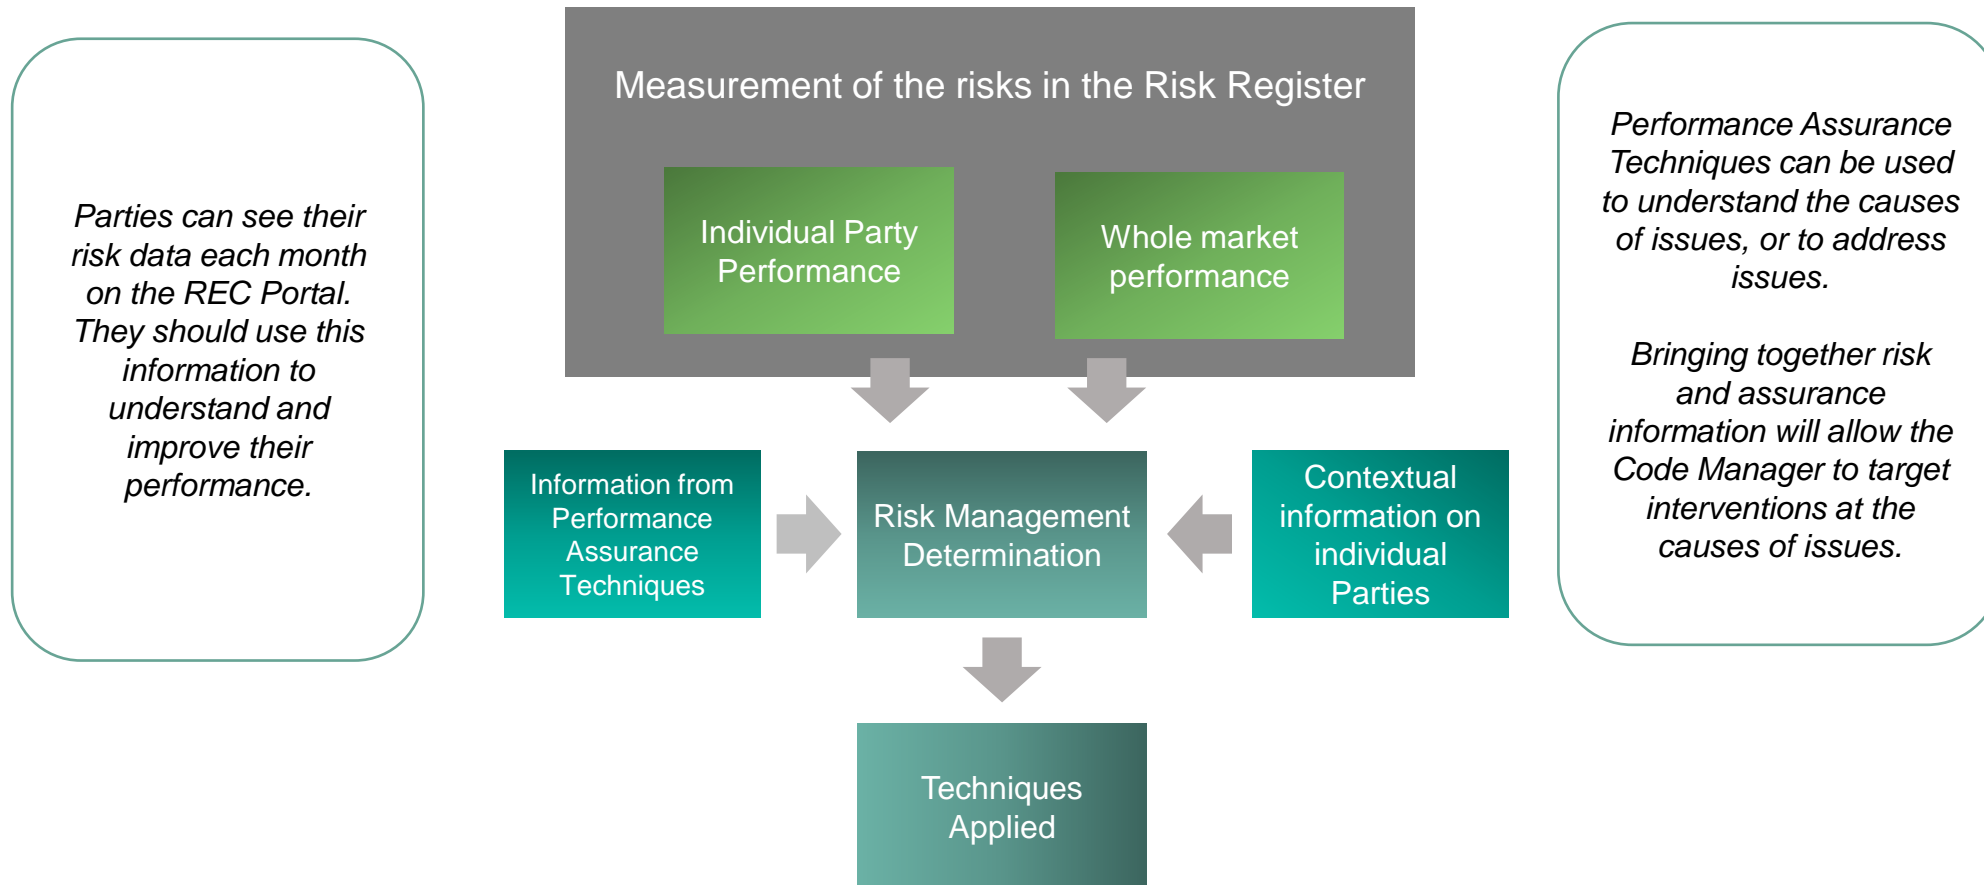 Measurement of the risks in the Risk Register
Individual Party
Performance
Whole market
performance
Parties can see their
risk data each month
on the REC Portal.
They should use this
information to
understand and
improve their
performance.
Information from
Performance
Assurance
Techniques
Risk Management
Determination
Contextual
information on
individual
Parties
Techniques
Applied
Performance Assurance
Techniques can be used
to understand the causes
of issues, or to address
issues.
Bringing together risk
and assurance
information will allow the
Code Manager to target
interventions at the
causes of issues.